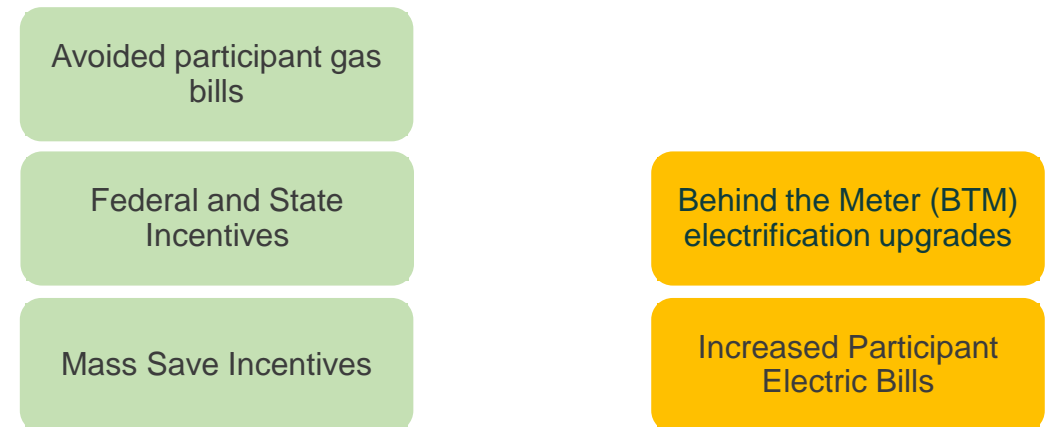 Avoided participant gas
bills
Federal and State
Incentives
Mass Save Incentives
Behind the Meter (BTM)
electrification upgrades
Increased Participant
Electric Bills